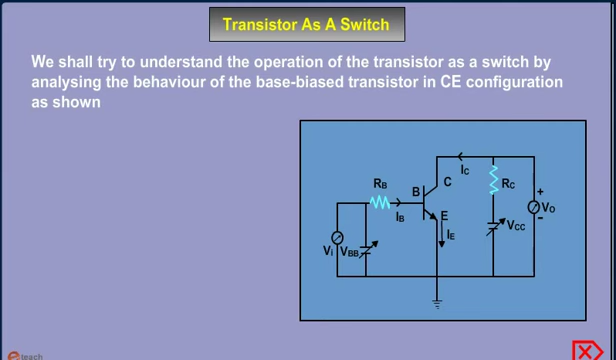 Transistor As A Switch
We shall try to understand the operation of the transistor as a switch by
analysing the behaviour of the base-biased transistor in CE configuration
as shown
IC
RB
B
C
RC
+
IB
E
VO
-
IE
VCC
Vi
VBB
e teach